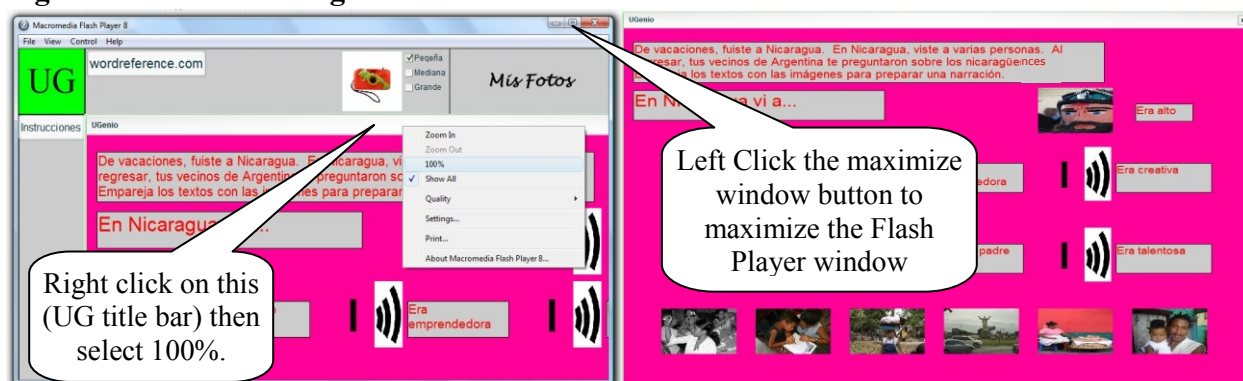 Macromedia Flash Player 8
File View Control Help
UG
wordreference.com
Peqeña
Mediana
Grande
Mis Fotos
Instrucciones
UGenio
De vacaciones, fuiste a Nicaragua. En Nicaragua, vi
regresar, tus vecinos de Argentina te preguntaron so
Empareja los textos con las imágenes para preparar
En Nicaragua
Zoom In
Zoom Out
100%
Show All
Quality
Settings...
Print...
About Macromedia Flash Player 8...
Era
emprendedora
Right click on this
(UG title bar) then
select 100%.
UGenio
De vacaciones, fuiste a Nicaragua. En Nicaragua, viste a varias personas. Al
regresar, tus vecinos de Argentina te preguntaron sobre los nicaragüences
los textos con las imágenes para preparar una narración.
En vi a...
Era alto
dedora
Era creativa
padre
Era talentosa
Left Click the maximize
window button to
maximize the Flash
Player window